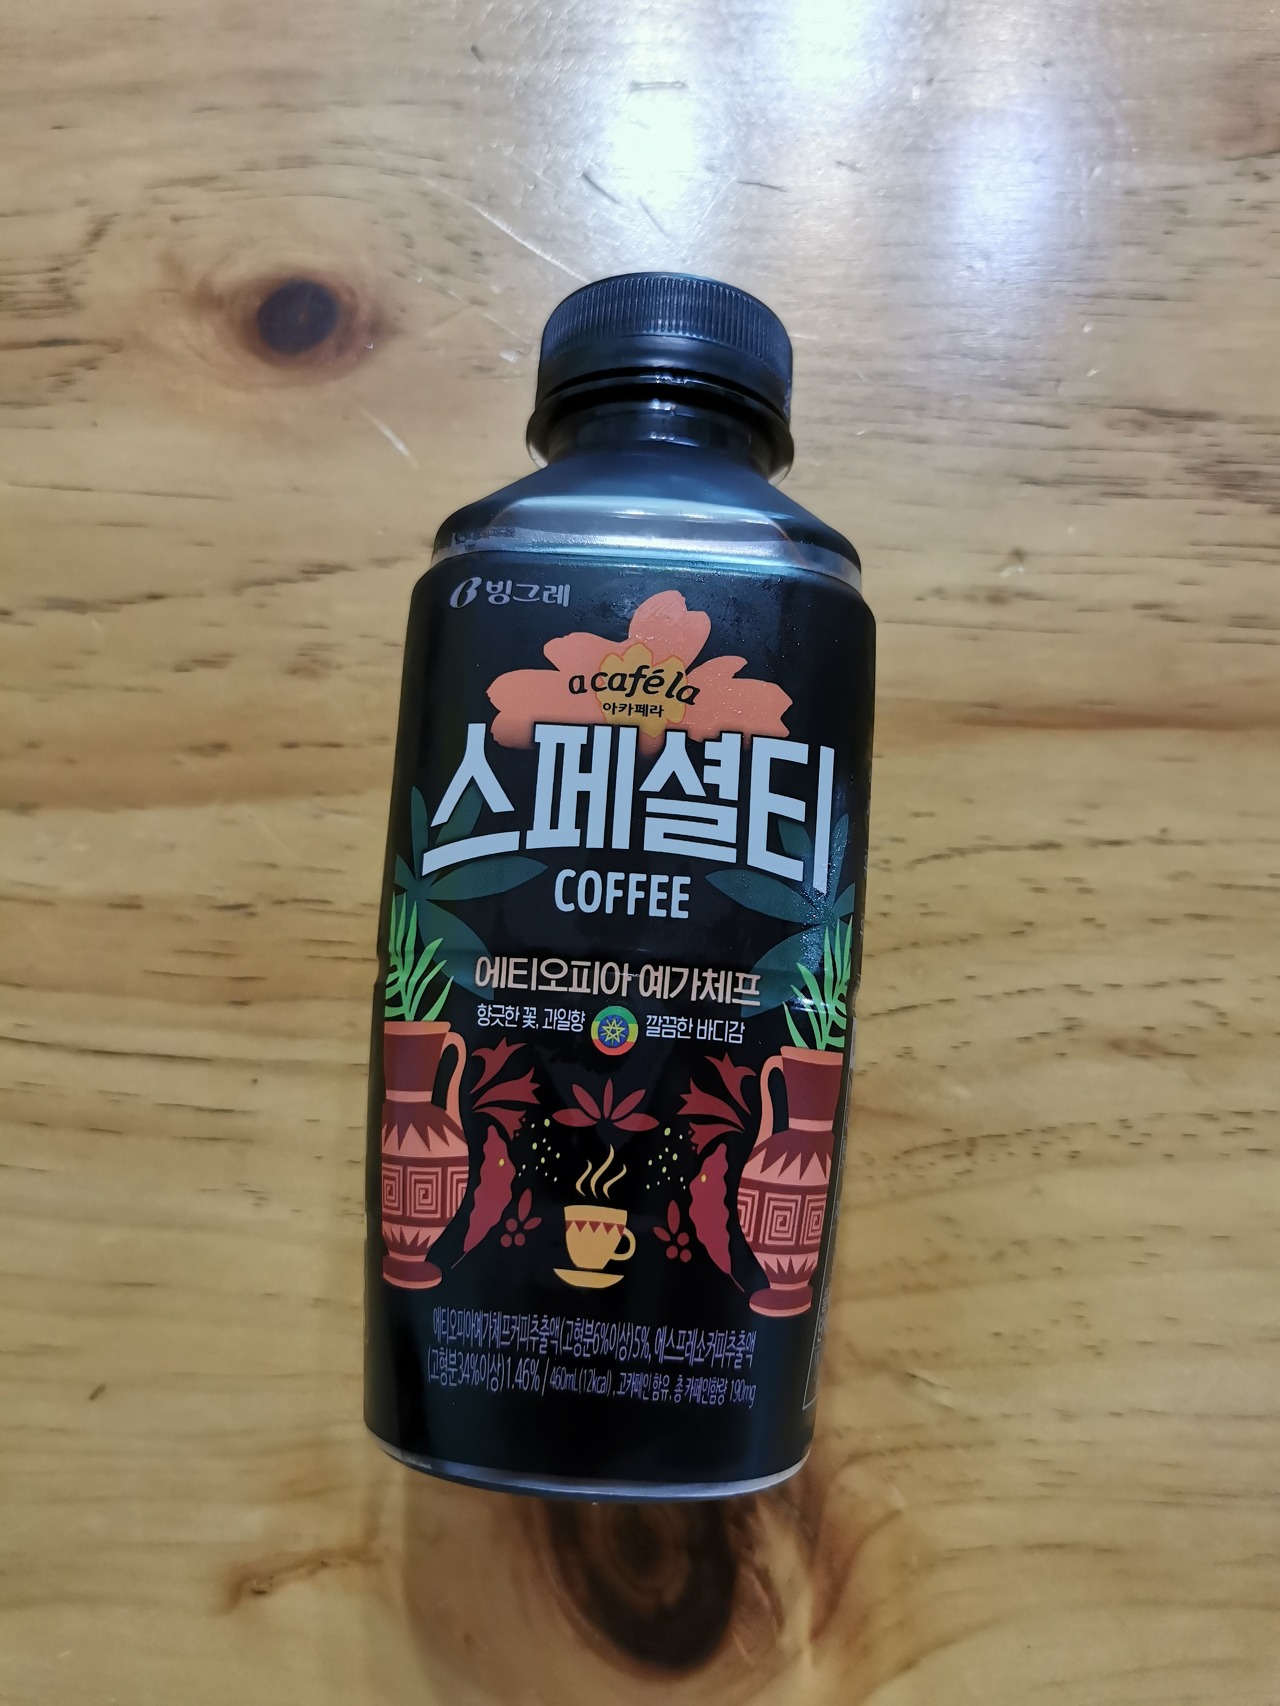 빙그레
acaféla
아카페라
스페셜티
COFFEE
에티오피아 예가체프
향긋한 꽃, 과일향 깔끔한 바디감
에티오피아예가체프커피추출액(고형분6%이상)5%, 에스프레소커피추출액
(고형분34%이상)1.46% / 460mL(12kcal), 고카페인 함유, 총 카페인함량 190mg